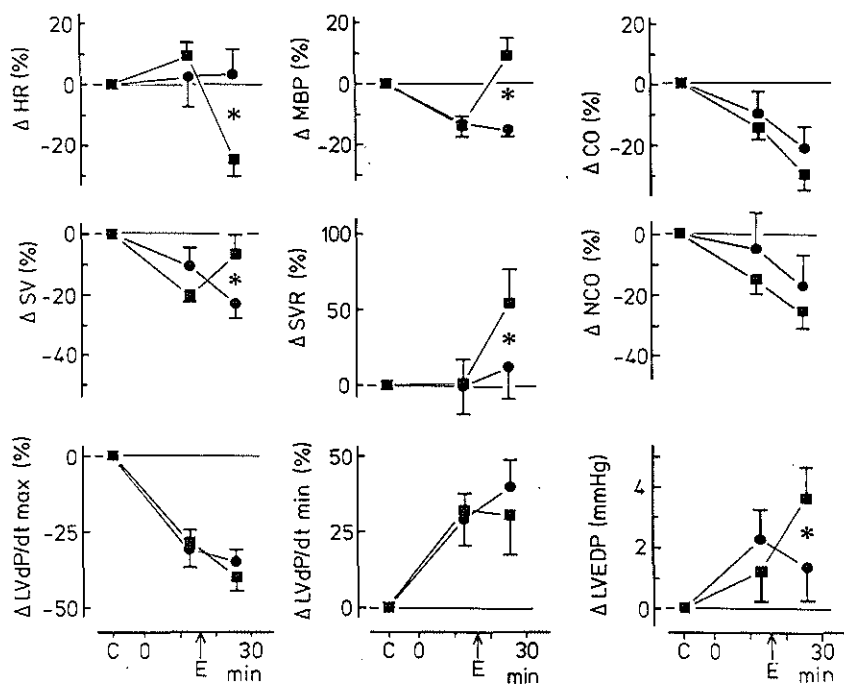 Δ HR (%)
20
0
-20
*
Δ MBP (%)
20
0
-20
*
Δ CO (%)
20
0
-20
Δ SV (%)
0
-20
-40
*
Δ SVR (%)
100
50
0
*
Δ NCO (%)
0
-20
-40
Δ LVdP/dt max (%)
0
-25
-50
Δ LVdP/dt min (%)
50
25
0
Δ LVEDP (mmHg)
4
2
0
*
C 0 E 30 min
C 0 E 30 min
C 0 E 30 min